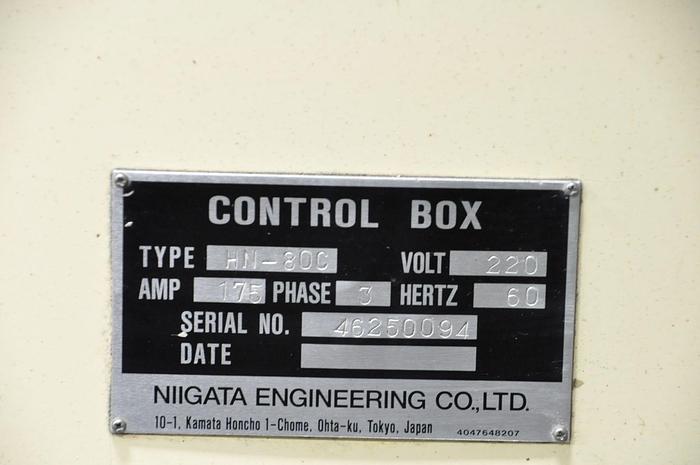 CONTROL BOX
TYPE HN-80C VOLT 220
AMP 175 PHASE 3 HERTZ 60
SERIAL NO. 46250094
DATE
NIIGATA ENGINEERING CO.,LTD.
10-1, Kamata Honcho 1-Chome, Ohta-ku, Tokyo, Japan 4047648207